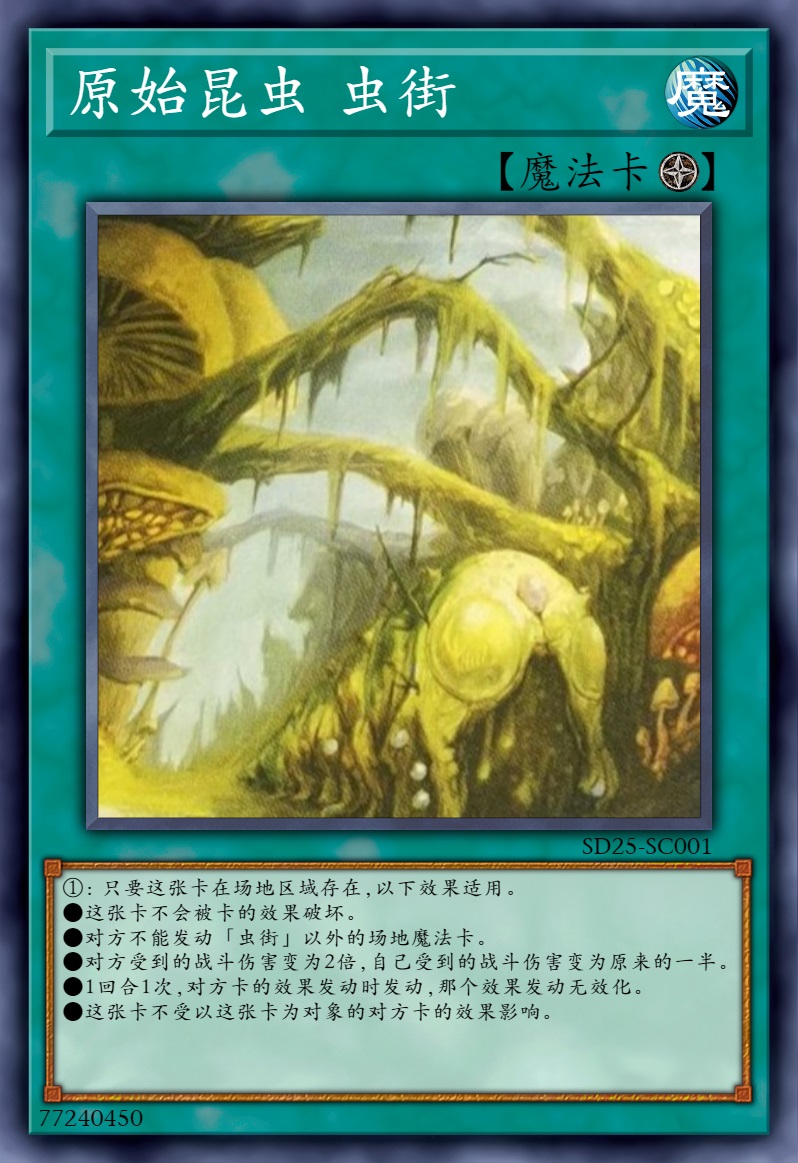 原始昆虫 虫街
魔
【魔法卡】
SD25-SC001
①: 只要这张卡在场地区域存在,以下效果适用。
●这张卡不会被卡的效果破坏。
●对方不能发动「虫街」以外的场地魔法卡。
●对方受到的战斗伤害变为2倍,自己受到的战斗伤害变为原来的一半。
●1回合1次,对方卡的效果发动时发动,那个效果发动无效化。
●这张卡不受以这张卡为对象的对方卡的效果影响。
77240450